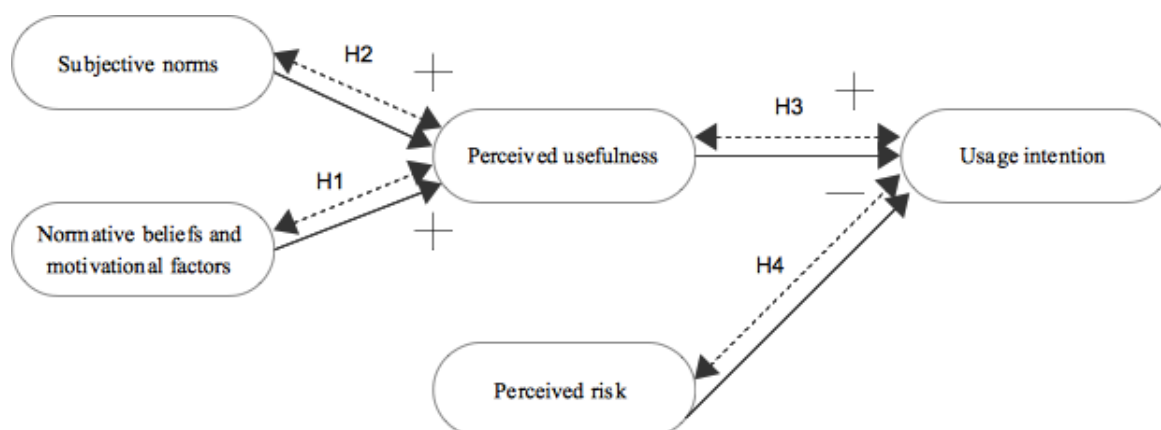 Subjective norms
H2
+
H3
+
Perceived usefulness
Usage intention
H1
−
Normative beliefs and
motivational factors
+
H4
Perceived risk